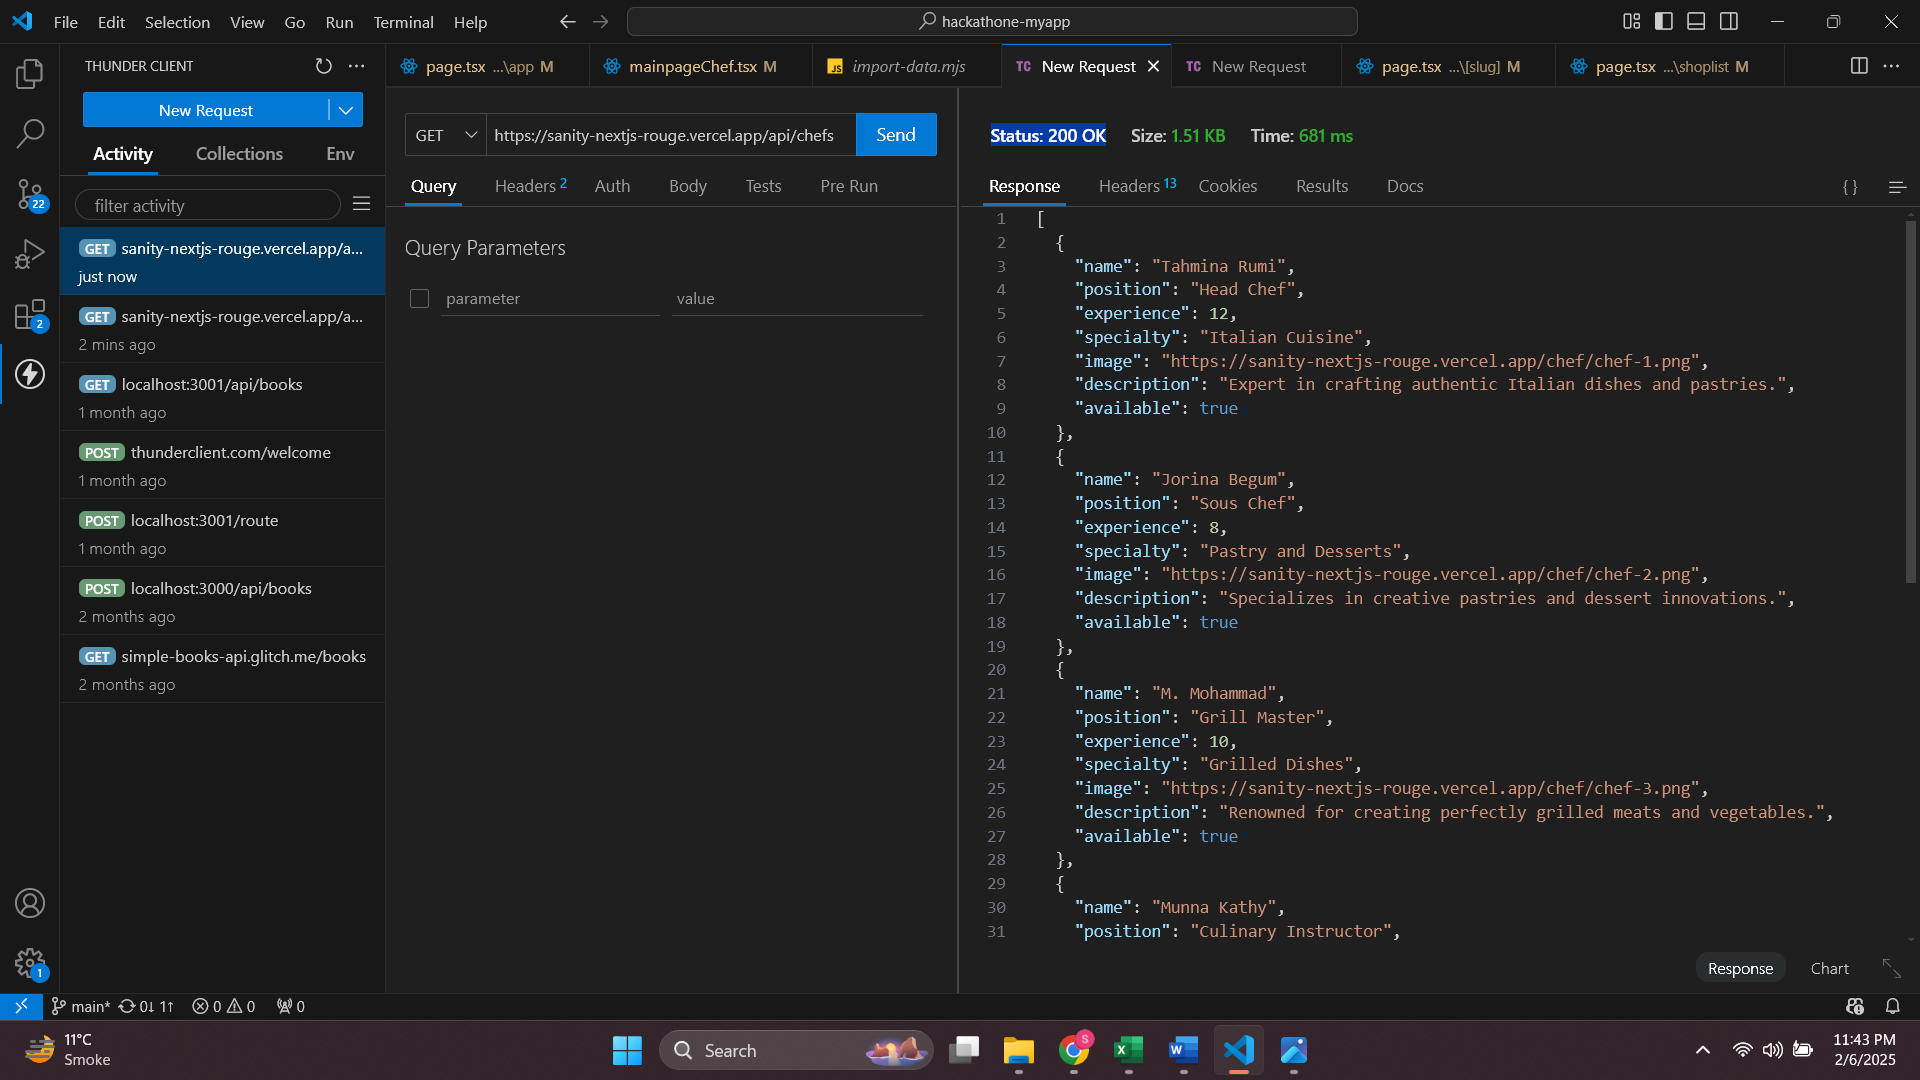 File Edit Selection View Go Run Terminal Help
hackathone-myapp
THUNDER CLIENT
New Request
Activity Collections Env
filter activity
GET sanity-nextjs-rouge.vercel.app/a...
just now
GET sanity-nextjs-rouge.vercel.app/a...
2 mins ago
GET localhost:3001/api/books
1 month ago
POST thunderclient.com/welcome
1 month ago
POST localhost:3001/route
1 month ago
POST localhost:3000/api/books
2 months ago
GET simple-books-api.glitch.me/books
2 months ago
22
2
1
page.tsx ...\app M
mainpageChef.tsx M
JS import-data.mjs
TC New Request
TC New Request
page.tsx ...\[slug] M
page.tsx ...\shoplist M
GET https://sanity-nextjs-rouge.vercel.app/api/chefs Send
Query Headers 2 Auth Body Tests Pre Run
Query Parameters
parameter value
Status: 200 OK Size: 1.51 KB Time: 681 ms
Response Headers 13 Cookies Results Docs { }
1 [
2 {
3 "name": "Tahmina Rumi",
4 "position": "Head Chef",
5 "experience": 12,
6 "specialty": "Italian Cuisine",
7 "image": "https://sanity-nextjs-rouge.vercel.app/chef/chef-1.png",
8 "description": "Expert in crafting authentic Italian dishes and pastries.",
9 "available": true
10 },
11 {
12 "name": "Jorina Begum",
13 "position": "Sous Chef",
14 "experience": 8,
15 "specialty": "Pastry and Desserts",
16 "image": "https://sanity-nextjs-rouge.vercel.app/chef/chef-2.png",
17 "description": "Specializes in creative pastries and dessert innovations.",
18 "available": true
19 },
20 {
21 "name": "M. Mohammad",
22 "position": "Grill Master",
23 "experience": 10,
24 "specialty": "Grilled Dishes",
25 "image": "https://sanity-nextjs-rouge.vercel.app/chef/chef-3.png",
26 "description": "Renowned for creating perfectly grilled meats and vegetables.",
27 "available": true
28 },
29 {
30 "name": "Munna Kathy",
31 "position": "Culinary Instructor",
Response Chart
main* 0↓ 1↑ 0 0 0
11°C
Smoke
Search
S
X
W
11:43 PM
2/6/2025